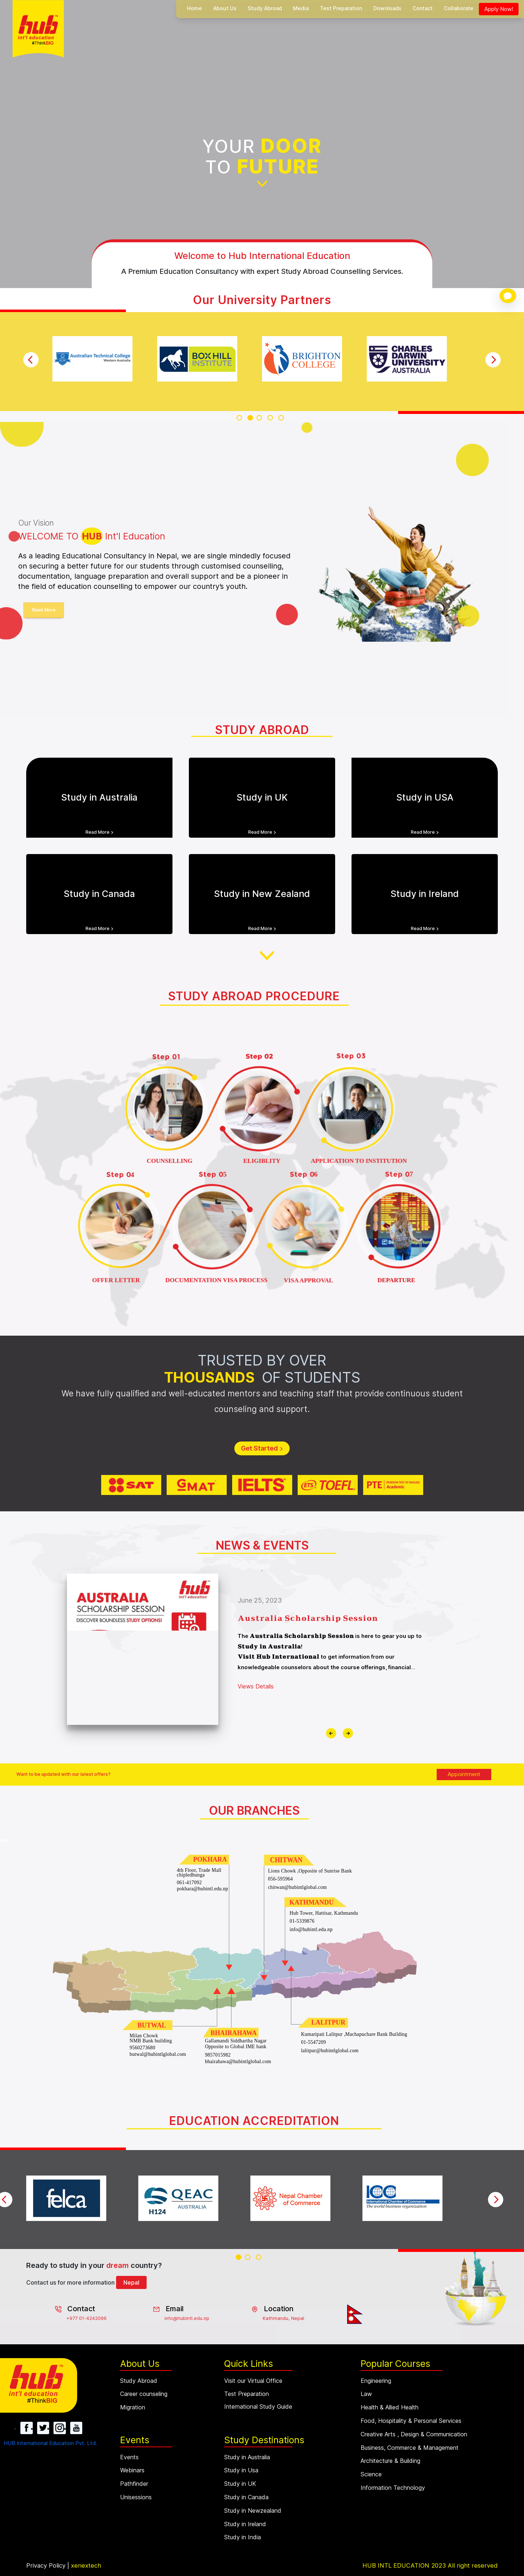 hub
int'l education
#ThinkBIG
Home About Us Study Abroad Media Test Preparation Downloads Contact Collaborate Apply Now!
YOUR DOOR
TO FUTURE
Welcome to Hub International Education
A Premium Education Consultancy with expert Study Abroad Counselling Services.
Our University Partners
Australian Technical College
Western Australia
BOX HILL
INSTITUTE
BRIGHTON
COLLEGE
CHARLES
DARWIN
UNIVERSITY
AUSTRALIA
Our Vision
WELCOME TO HUB Int'l Education
As a leading Educational Consultancy in Nepal, we are single mindedly focused
on securing a better future for our students through customised counselling,
documentation, language preparation and overall support and be a pioneer in
the field of education counselling to empower our country's youth.
Read More
STUDY ABROAD
Study in Australia
Read More >
Study in UK
Read More >
Study in USA
Read More >
Study in Canada
Read More >
Study in New Zealand
Read More >
Study in Ireland
Read More >
STUDY ABROAD PROCEDURE
Step 01 Step 02 Step 03
COUNSELLING ELIGIBLITY APPLICATION TO INSTITUTION
Step 04 Step 05 Step 06 Step 07
OFFER LETTER DOCUMENTATION VISA PROCESS VISA APPROVAL DEPARTURE
TRUSTED BY OVER
THOUSANDS OF STUDENTS
We have fully qualified and well-educated mentors and teaching staff that provide continuous student
counseling and support.
Get Started >
SAT GMAT IELTS ETS TOEFL PTE Academic
NEWS & EVENTS
hub
int'l education
AUSTRALIA
SCHOLARSHIP SESSION
DISCOVER BOUNDLESS STUDY OPTIONS!
June 25, 2023
Australia Scholarship Session
The Australia Scholarship Session is here to gear you up to
Study in Australia!
Visit Hub International to get information from our
knowledgeable counselors about the course offerings, financial...
Views Details
Want to be updated with our latest offers?
Appointment
OUR BRANCHES
POKHARA
4th Floor, Trade Mall
chipledhunga
061-417092
pokhara@hubintl.edu.np
CHITWAN
Lions Chowk ,Opposite of Sunrise Bank
056-595964
chitwan@hubintlglobal.com
KATHMANDU
Hub Tower, Hattisar, Kathmandu
01-5339876
info@hubintl.edu.np
BUTWAL
Milan Chowk
NMB Bank building
9560273680
butwal@hubintlglobal.com
BHAIRAHAWA
Gallamandi Siddhartha Nagar
Opposite to Global IME bank
9857015982
bhairahawa@hubintlglobal.com
LALITPUR
Kumaripati Lalitpur ,Machapuchare Bank Building
01-5547209
lalitpur@hubintlglobal.com
EDUCATION ACCREDITATION
felca
QEAC
AUSTRALIA
H124
Nepal Chamber
of Commerce
ICC
International Chamber of Commerce
The world business organization
Ready to study in your dream country?
Contact us for more information Nepal
Contact
+977 01-4242096
Email
info@hubintl.edu.np
Location
Kathmandu, Nepal
hub
int'l education
#ThinkBIG
HUB International Education Pvt. Ltd.
About Us
Study Abroad
Career counseling
Migration
Events
Events
Webinars
Pathfinder
Unisessions
Quick Links
Visit our Virtual Office
Test Preparation
International Study Guide
Study Destinations
Study in Australia
Study in Usa
Study in UK
Study in Canada
Study in Newzealand
Study in Ireland
Study in India
Popular Courses
Engineering
Law
Health & Allied Health
Food, Hospitality & Personal Services
Creative Arts , Design & Communication
Business, Commerce & Management
Architecture & Building
Science
Information Technology
Privacy Policy | xenextech
HUB INTL EDUCATION 2023 All right reserved